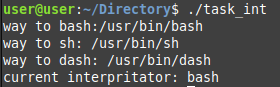 user@user:~/Directory$ ./task_int
way to bash:/usr/bin/bash
way to sh: /usr/bin/sh
way to dash: /usr/bin/dash
current interpritator: bash